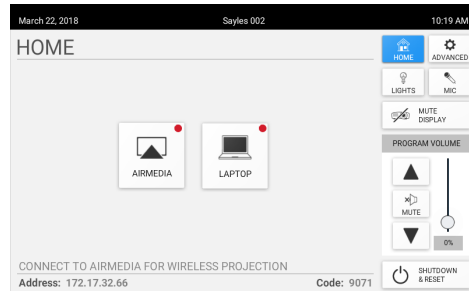 March 22, 2018 Sayles 002 10:19 AM
HOME
HOME ADVANCED
LIGHTS MIC
MUTE
DISPLAY
PROGRAM VOLUME
AIRMEDIA LAPTOP
MUTE
0%
CONNECT TO AIRMEDIA FOR WIRELESS PROJECTION
Address: 172.17.32.66 Code: 9071
SHUTDOWN
& RESET